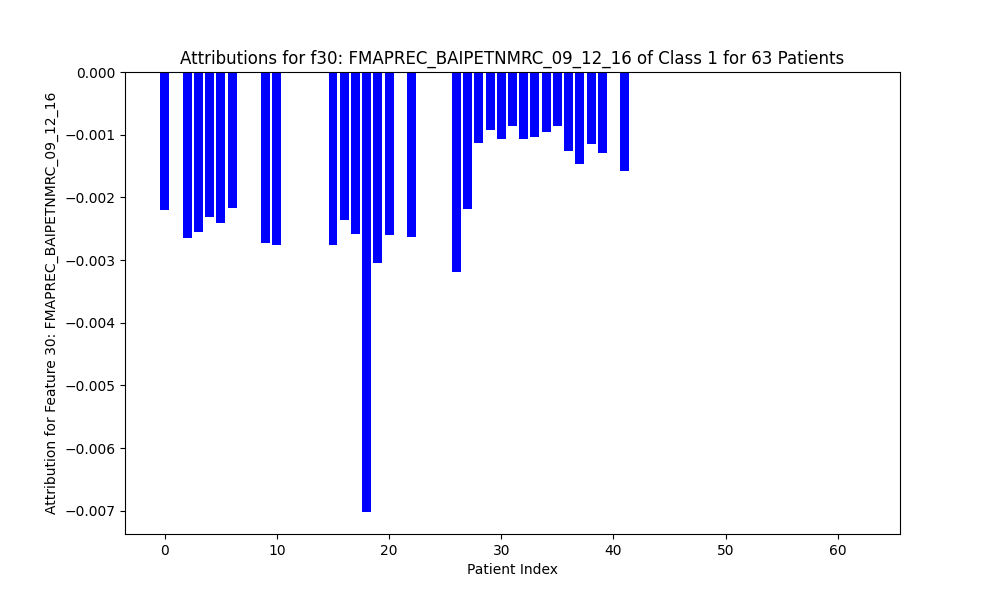 Attributions for f30: FMAPREC_BAIPETNMRC_09_12_16 of Class 1 for 63 Patients
Attribution for Feature 30: FMAPREC_BAIPETNMRC_09_12_16
0.000
−0.001
−0.002
−0.003
−0.004
−0.005
−0.006
−0.007
0 10 20 30 40 50 60
Patient Index